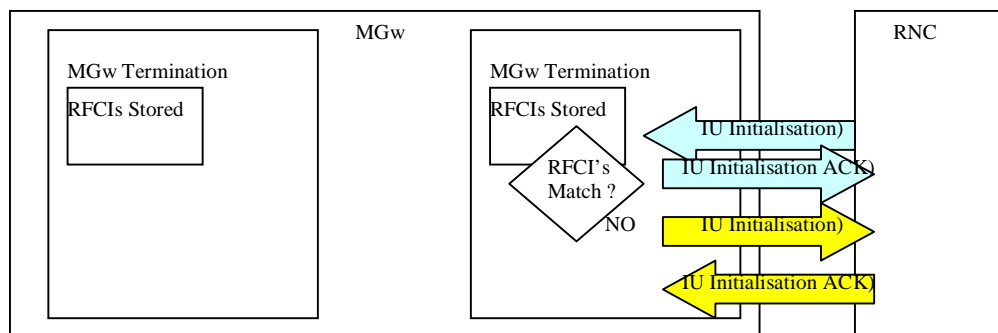 MGw
RNC
MGw Termination
RFCIs Stored
MGw Termination
RFCIs Stored
RFCI's
Match ?
NO
IU Initialisation)
IU Initialisation ACK)
IU Initialisation)
IU Initialisation ACK)